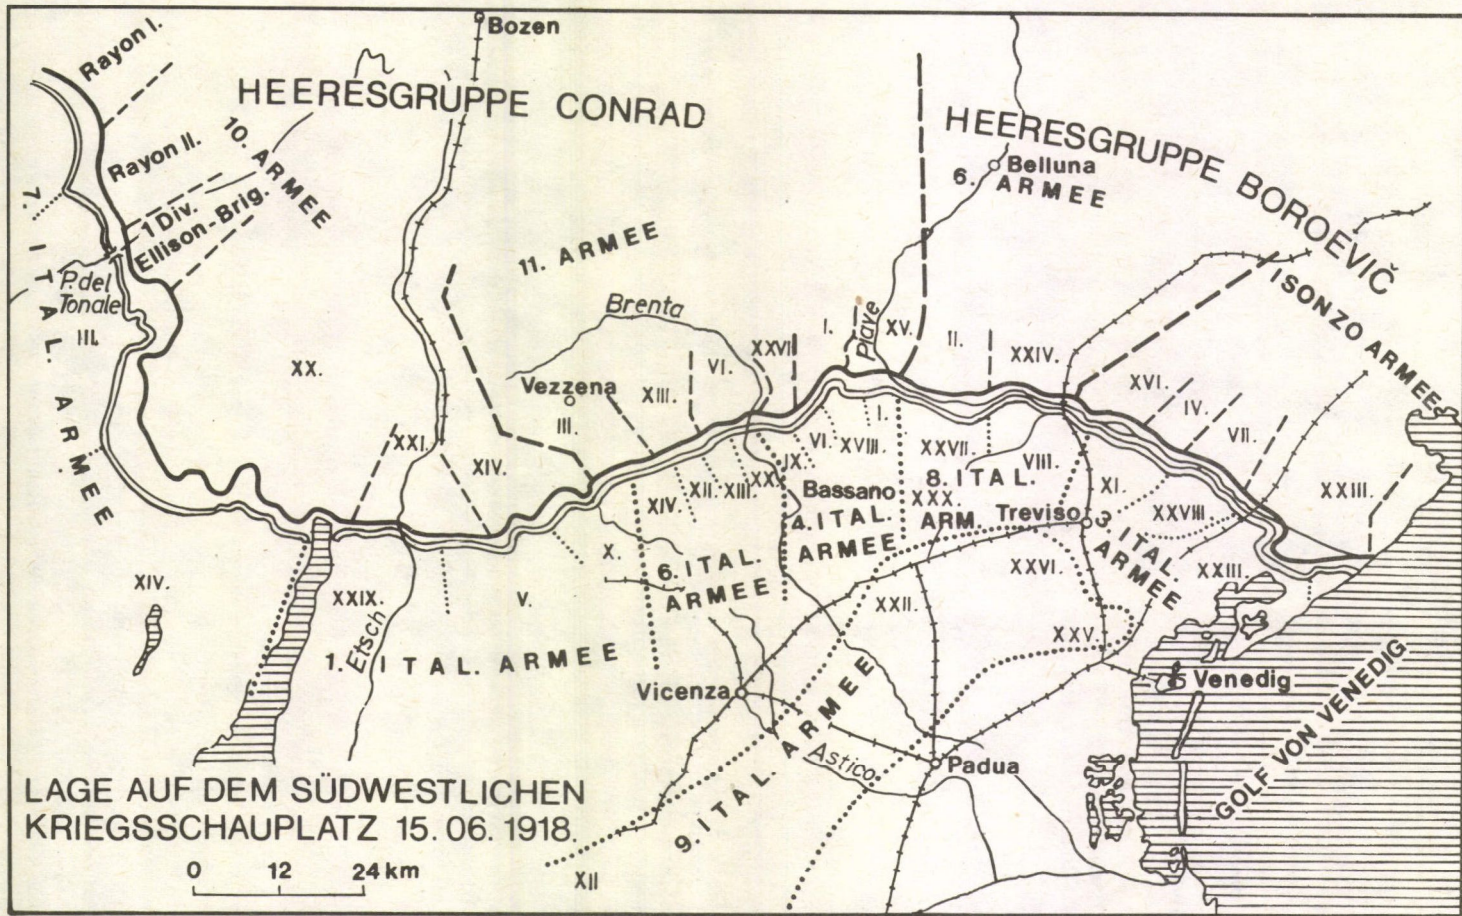 Bozen
Rayon I.
HEERESGRUPPE CONRAD
HEERESGRUPPE BOROEVIČ
Rayon II.
10. ARMEE
1 Div.
Ellison-Brig.
Belluna
6. ARMEE
7. ITAL. ARMEE
P. del
Tonale
III.
11. ARMEE
ISONZO ARMEE
Brenta
Piave
I.
XV.
II.
XXIV.
XX.
XXVI
VI.
Vezzena
XIII.
III.
XVI.
IV.
VII.
XXIII.
XXI.
XIV.
I.
VI.
XVIII.
IX.
XXVII.
VIII.
XIV.
XII.
XIII.
XX.
Bassano
4. ITAL.
ARMEE
8. ITAL.
XXX.
ARM.
Treviso
XI.
XXVIII
3. ITAL.
ARMEE
XXIII.
X.
6. ITAL.
ARMEE
XXVI.
XXII.
XXV.
XIV.
XXIX.
V.
Etsch
1. ITAL. ARMEE
Vicenza
9. ITAL. ARMEE
Astico
Padua
Venedig
GOLF VON VENEDIG
XII
LAGE AUF DEM SÜDWESTLICHEN
KRIEGSSCHAUPLATZ 15.06.1918.
0 12 24 km